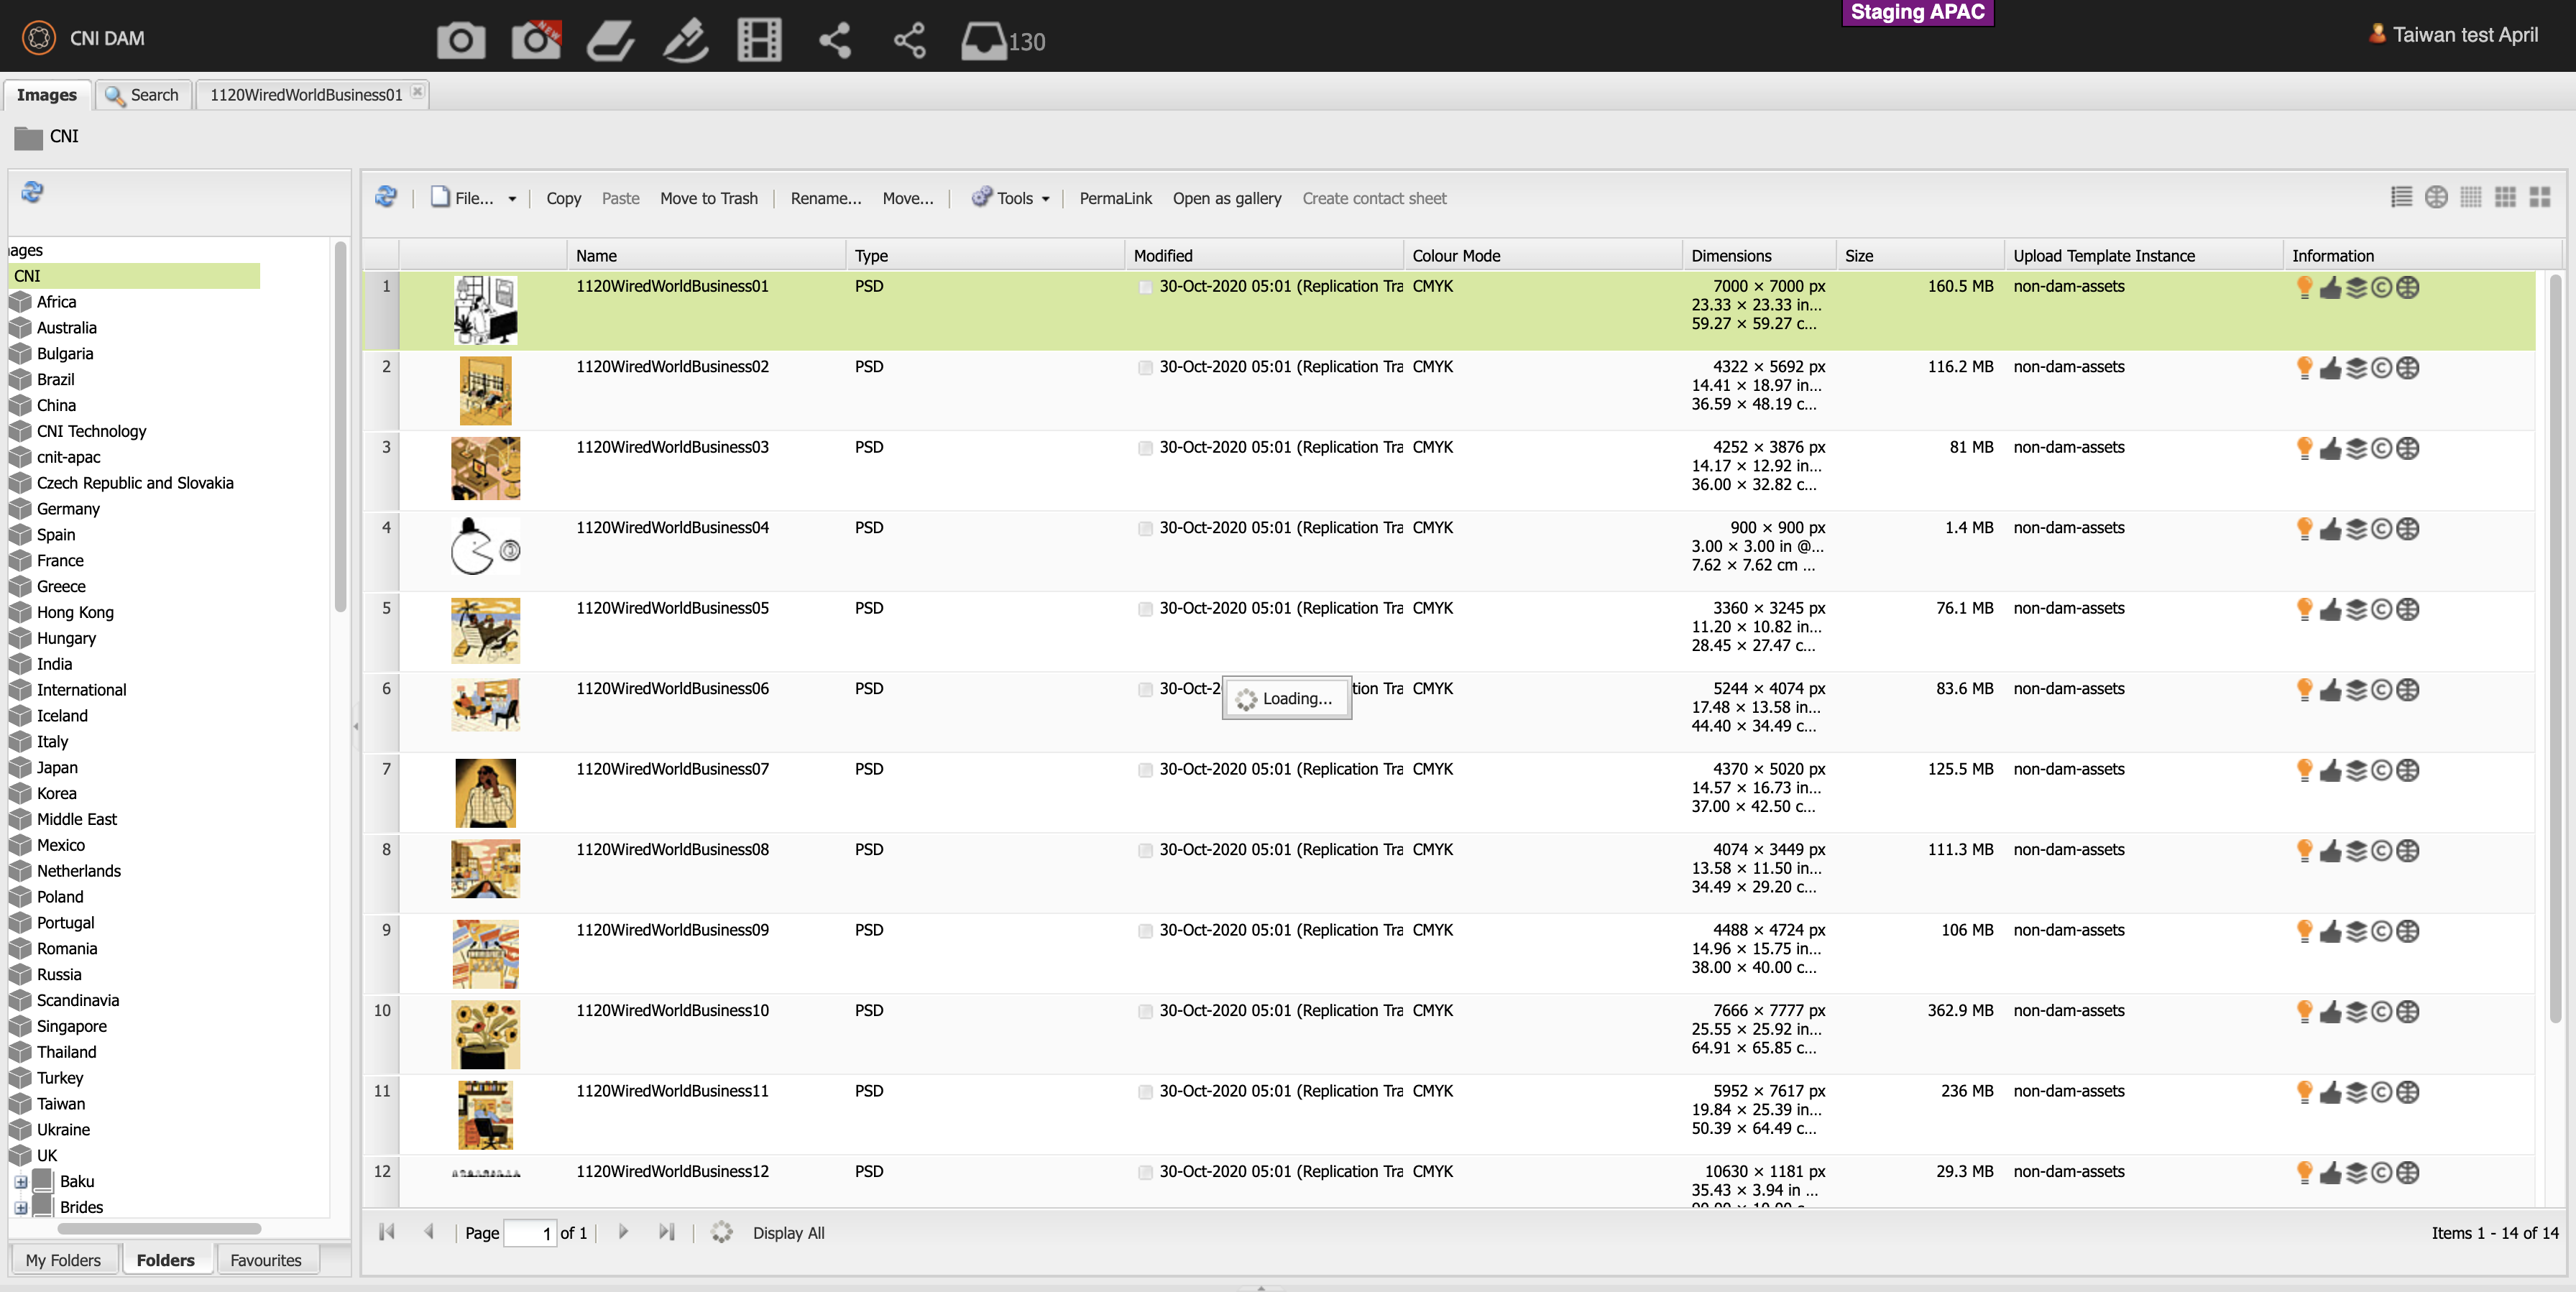 Staging APAC
CNI DAM
NEW
130
Taiwan test April
Images
Search
1120WiredWorldBusiness01
CNI
File...
Copy
Paste
Move to Trash
Rename...
Move...
Tools
PermaLink
Open as gallery
Create contact sheet
ages
CNI
Africa
Australia
Bulgaria
Brazil
China
CNI Technology
cnit-apac
Czech Republic and Slovakia
Germany
Spain
France
Greece
Hong Kong
Hungary
India
International
Iceland
Italy
Japan
Korea
Middle East
Mexico
Netherlands
Poland
Portugal
Romania
Russia
Scandinavia
Singapore
Thailand
Turkey
Taiwan
Ukraine
UK
Baku
Brides
My Folders
Folders
Favourites
Name Type Modified Colour Mode Dimensions Size Upload Template Instance Information
1 1120WiredWorldBusiness01 PSD 30-Oct-2020 05:01 (Replication Tra CMYK 7000 × 7000 px 160.5 MB non-dam-assets
23.33 × 23.33 in...
59.27 × 59.27 c...
2 1120WiredWorldBusiness02 PSD 30-Oct-2020 05:01 (Replication Tra CMYK 4322 × 5692 px 116.2 MB non-dam-assets
14.41 × 18.97 in...
36.59 × 48.19 c...
3 1120WiredWorldBusiness03 PSD 30-Oct-2020 05:01 (Replication Tra CMYK 4252 × 3876 px 81 MB non-dam-assets
14.17 × 12.92 in...
36.00 × 32.82 c...
4 1120WiredWorldBusiness04 PSD 30-Oct-2020 05:01 (Replication Tra CMYK 900 × 900 px 1.4 MB non-dam-assets
3.00 × 3.00 in @...
7.62 × 7.62 cm ...
5 1120WiredWorldBusiness05 PSD 30-Oct-2020 05:01 (Replication Tra CMYK 3360 × 3245 px 76.1 MB non-dam-assets
11.20 × 10.82 in...
28.45 × 27.47 c...
6 1120WiredWorldBusiness06 PSD 30-Oct-2 tion Tra CMYK 5244 × 4074 px 83.6 MB non-dam-assets
Loading...
17.48 × 13.58 in...
44.40 × 34.49 c...
7 1120WiredWorldBusiness07 PSD 30-Oct-2020 05:01 (Replication Tra CMYK 4370 × 5020 px 125.5 MB non-dam-assets
14.57 × 16.73 in...
37.00 × 42.50 c...
8 1120WiredWorldBusiness08 PSD 30-Oct-2020 05:01 (Replication Tra CMYK 4074 × 3449 px 111.3 MB non-dam-assets
13.58 × 11.50 in...
34.49 × 29.20 c...
9 1120WiredWorldBusiness09 PSD 30-Oct-2020 05:01 (Replication Tra CMYK 4488 × 4724 px 106 MB non-dam-assets
14.96 × 15.75 in...
38.00 × 40.00 c...
10 1120WiredWorldBusiness10 PSD 30-Oct-2020 05:01 (Replication Tra CMYK 7666 × 7777 px 362.9 MB non-dam-assets
25.55 × 25.92 in...
64.91 × 65.85 c...
11 1120WiredWorldBusiness11 PSD 30-Oct-2020 05:01 (Replication Tra CMYK 5952 × 7617 px 236 MB non-dam-assets
19.84 × 25.39 in...
50.39 × 64.49 c...
12 1120WiredWorldBusiness12 PSD 30-Oct-2020 05:01 (Replication Tra CMYK 10630 × 1181 px 29.3 MB non-dam-assets
35.43 × 3.94 in ...
Page 1 of 1
Display All
Items 1 - 14 of 14